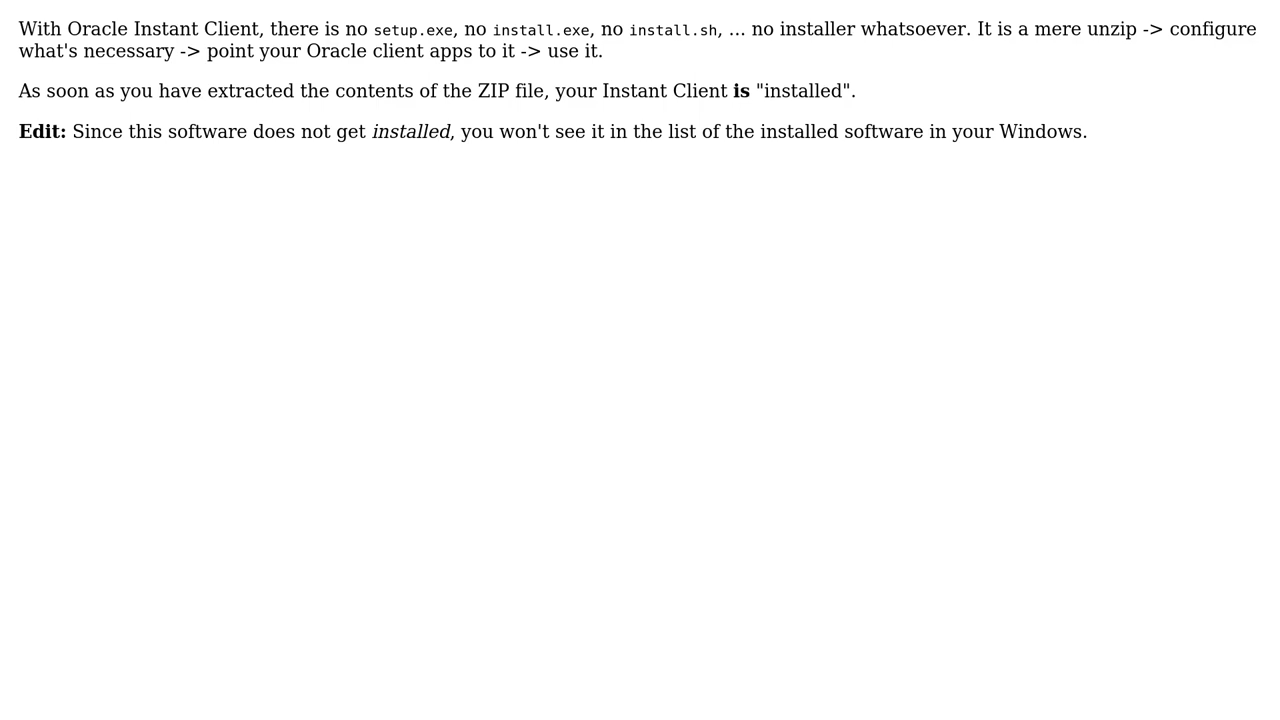 With Oracle Instant Client, there is no setup.exe, no install.exe, no install.sh, ... no installer whatsoever. It is a mere unzip -> configure
what's necessary -> point your Oracle client apps to it -> use it.
As soon as you have extracted the contents of the ZIP file, your Instant Client is "installed".
Edit: Since this software does not get installed, you won't see it in the list of the installed software in your Windows.